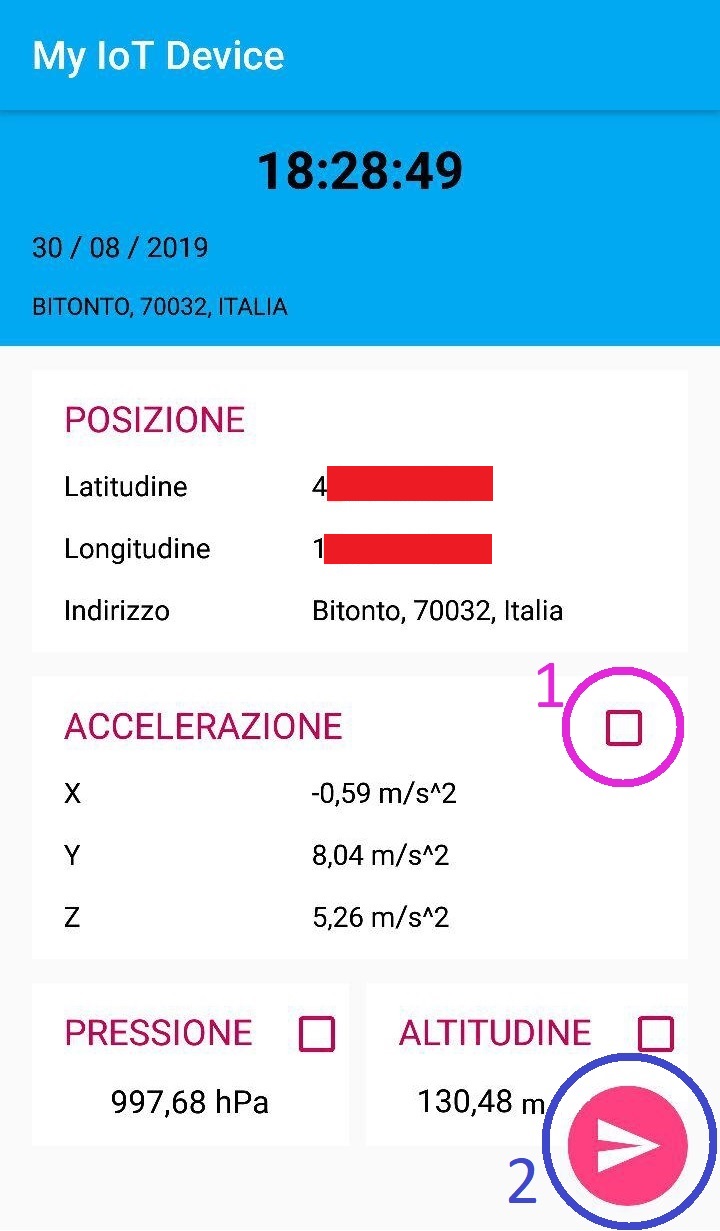 My IoT Device
18:28:49
30 / 08 / 2019
BITONTO, 70032, ITALIA
POSIZIONE
Latitudine 4
Longitudine 1
Indirizzo Bitonto, 70032, Italia
1
ACCELERAZIONE
X -0,59 m/s^2
Y 8,04 m/s^2
Z 5,26 m/s^2
PRESSIONE ALTITUDINE
997,68 hPa 130,48 m
2